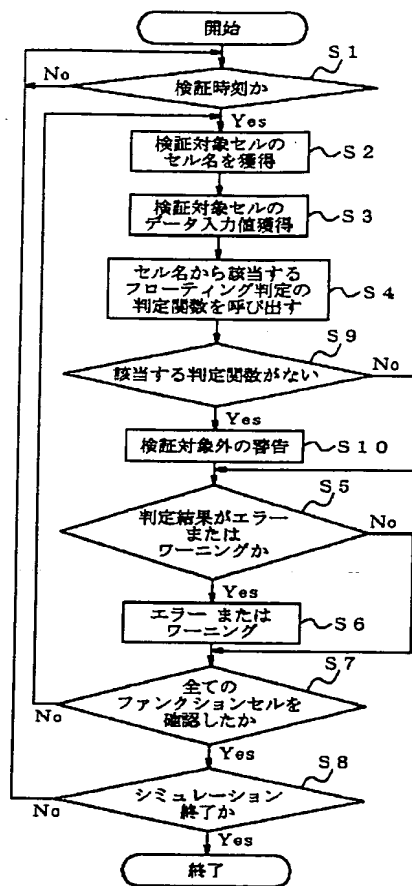 開始
S1
No
検証時刻か
Yes
検証対象セルの
セル名を獲得
S2
検証対象セルの
データ入力値獲得
S3
セル名から該当する
フローティング判定の
判定関数を呼び出す
S4
S9
該当する判定関数がない
No
Yes
検証対象外の警告
S10
S5
判定結果がエラー
または
ワーニングか
No
Yes
エラー または
ワーニング
S6
S7
全ての
ファンクションセルを
確認したか
No
Yes
S8
シミュレーション
終了か
No
Yes
終了